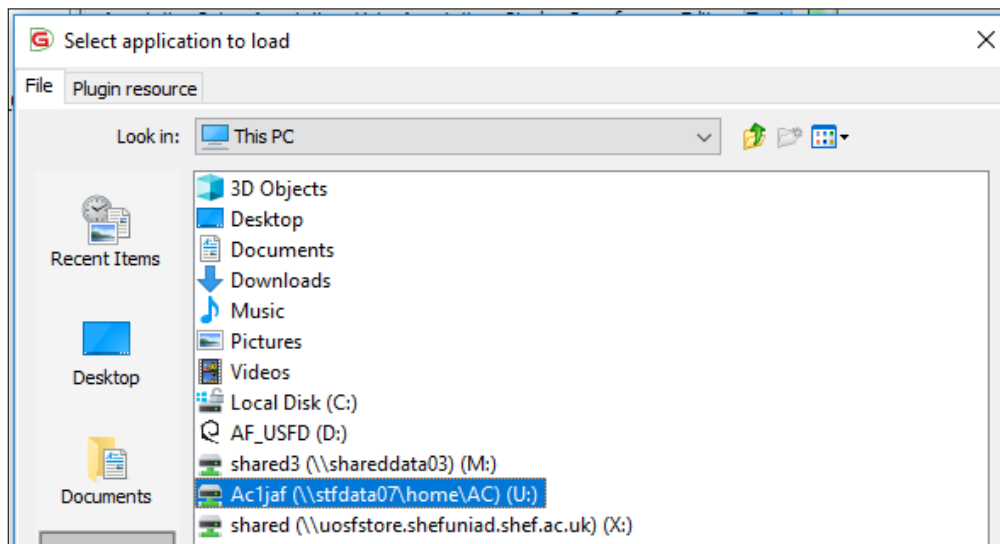 Select application to load
File Plugin resource
Look in: This PC
3D Objects
Desktop
Documents
Downloads
Music
Pictures
Videos
Local Disk (C:)
AF_USFD (D:)
shared3 (\\shareddata03) (M:)
Ac1jaf (\\stfdata07\home\AC) (U:)
shared (\\uosfstore.shefuniad.shef.ac.uk) (X:)
Recent Items
Desktop
Documents